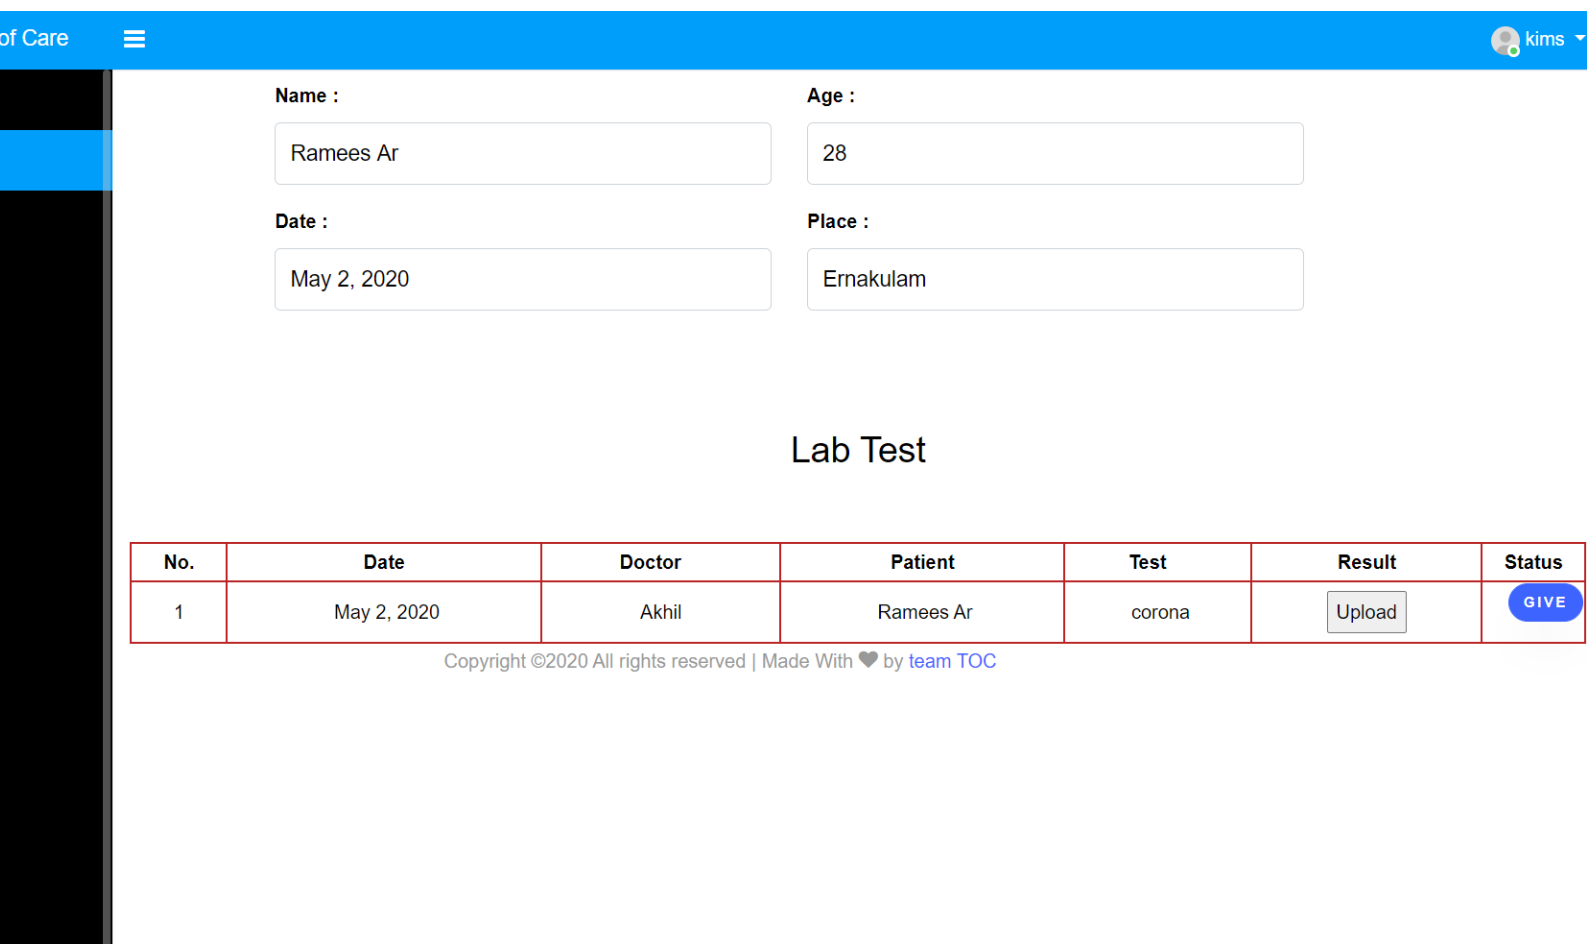 of Care
kims
Name : Age :
Ramees Ar 28
Date : Place :
May 2, 2020 Ernakulam
Lab Test
No. Date Doctor Patient Test Result Status
1 May 2, 2020 Akhil Ramees Ar corona Upload GIVE
Copyright ©2020 All rights reserved | Made With ♥ by team TOC